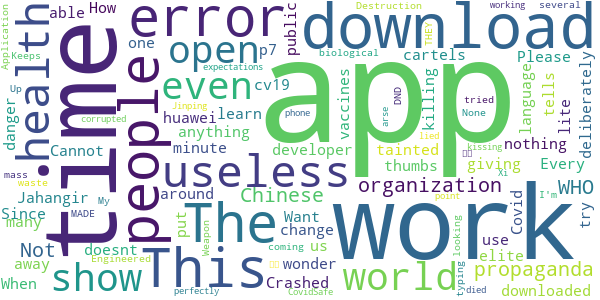 app
time
work
The
download
error
people
This
useless
show
world
health
even
open
organization
Chinese
propaganda
WHO
Not
public
able
How
one
p7
cv19
huawei
learn
anything
minute
danger
Cannot
Jahangir
Since
many
away
When
put
around
doesnt
developer
thumbs
giving
Want
change
us
wonder
Crashed
vaccines
tainted
killing
cartels
tells
lite
nothing
language
Please
deliberately
Every
try
use
elite
Covid
downloaded
Application
Keeps
Up
mass
waste
MADE
My
corrupted
Engineered
Weapon
Jinping
biological
expectations
phone
arse
DND
lied
tried
None
THEY
Destruction
working
several
kissing
Xi
I'm
point
looking
typing
died
coming
CovidSafe
perfectly